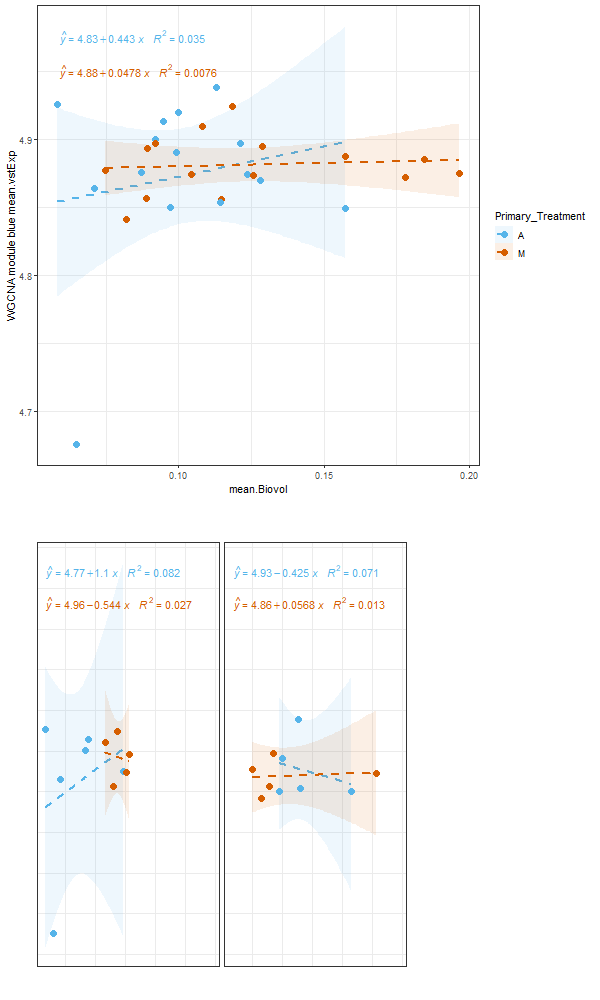 ŷ = 4.83 + 0.443 x R² = 0.035
ŷ = 4.88 + 0.0478 x R² = 0.0076
WGCNA module blue mean.vstExp
4.9
4.8
4.7
0.10 0.15 0.20
mean.Biovol
Primary_Treatment
A
M
ŷ = 4.77 + 1.1 x R² = 0.082
ŷ = 4.96 − 0.544 x R² = 0.027
ŷ = 4.93 − 0.425 x R² = 0.071
ŷ = 4.86 + 0.0568 x R² = 0.013